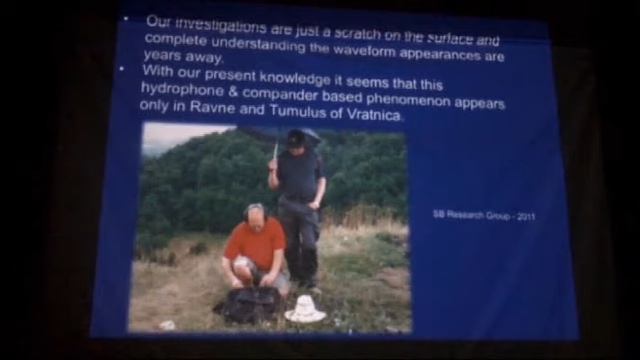 • Our investigations are just a scratch on the surface and
complete understanding the waveform appearances are
years away.
• With our present knowledge it seems that this
hydrophone & compander based phenomenon appears
only in Ravne and Tumulus of Vratnica.
SB Research Group - 2011